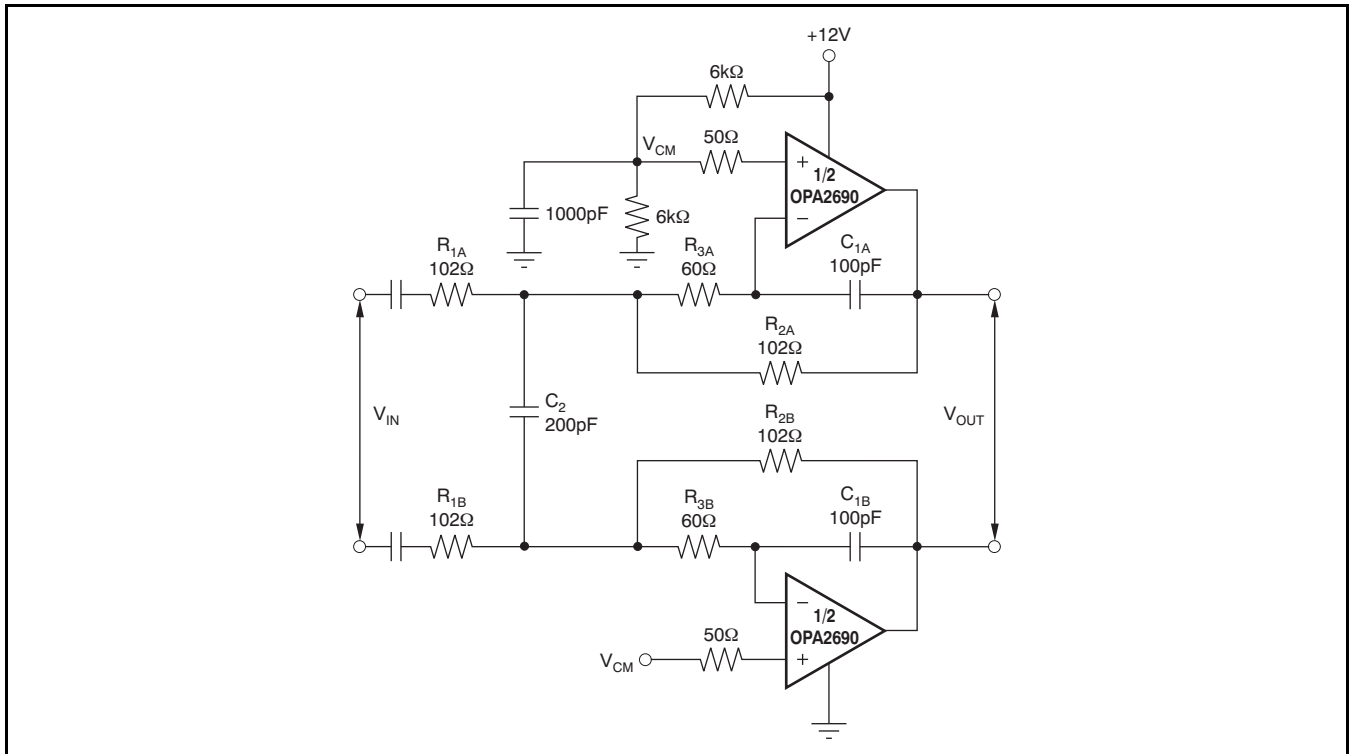 +12V
6kΩ
50Ω
V_CM
+
1/2
OPA2690
−
1000pF
6kΩ
R_1A
102Ω
R_3A
60Ω
C_1A
100pF
R_2A
102Ω
V_IN
C_2
200pF
R_2B
102Ω
V_OUT
R_1B
102Ω
R_3B
60Ω
C_1B
100pF
−
1/2
OPA2690
+
50Ω
V_CM